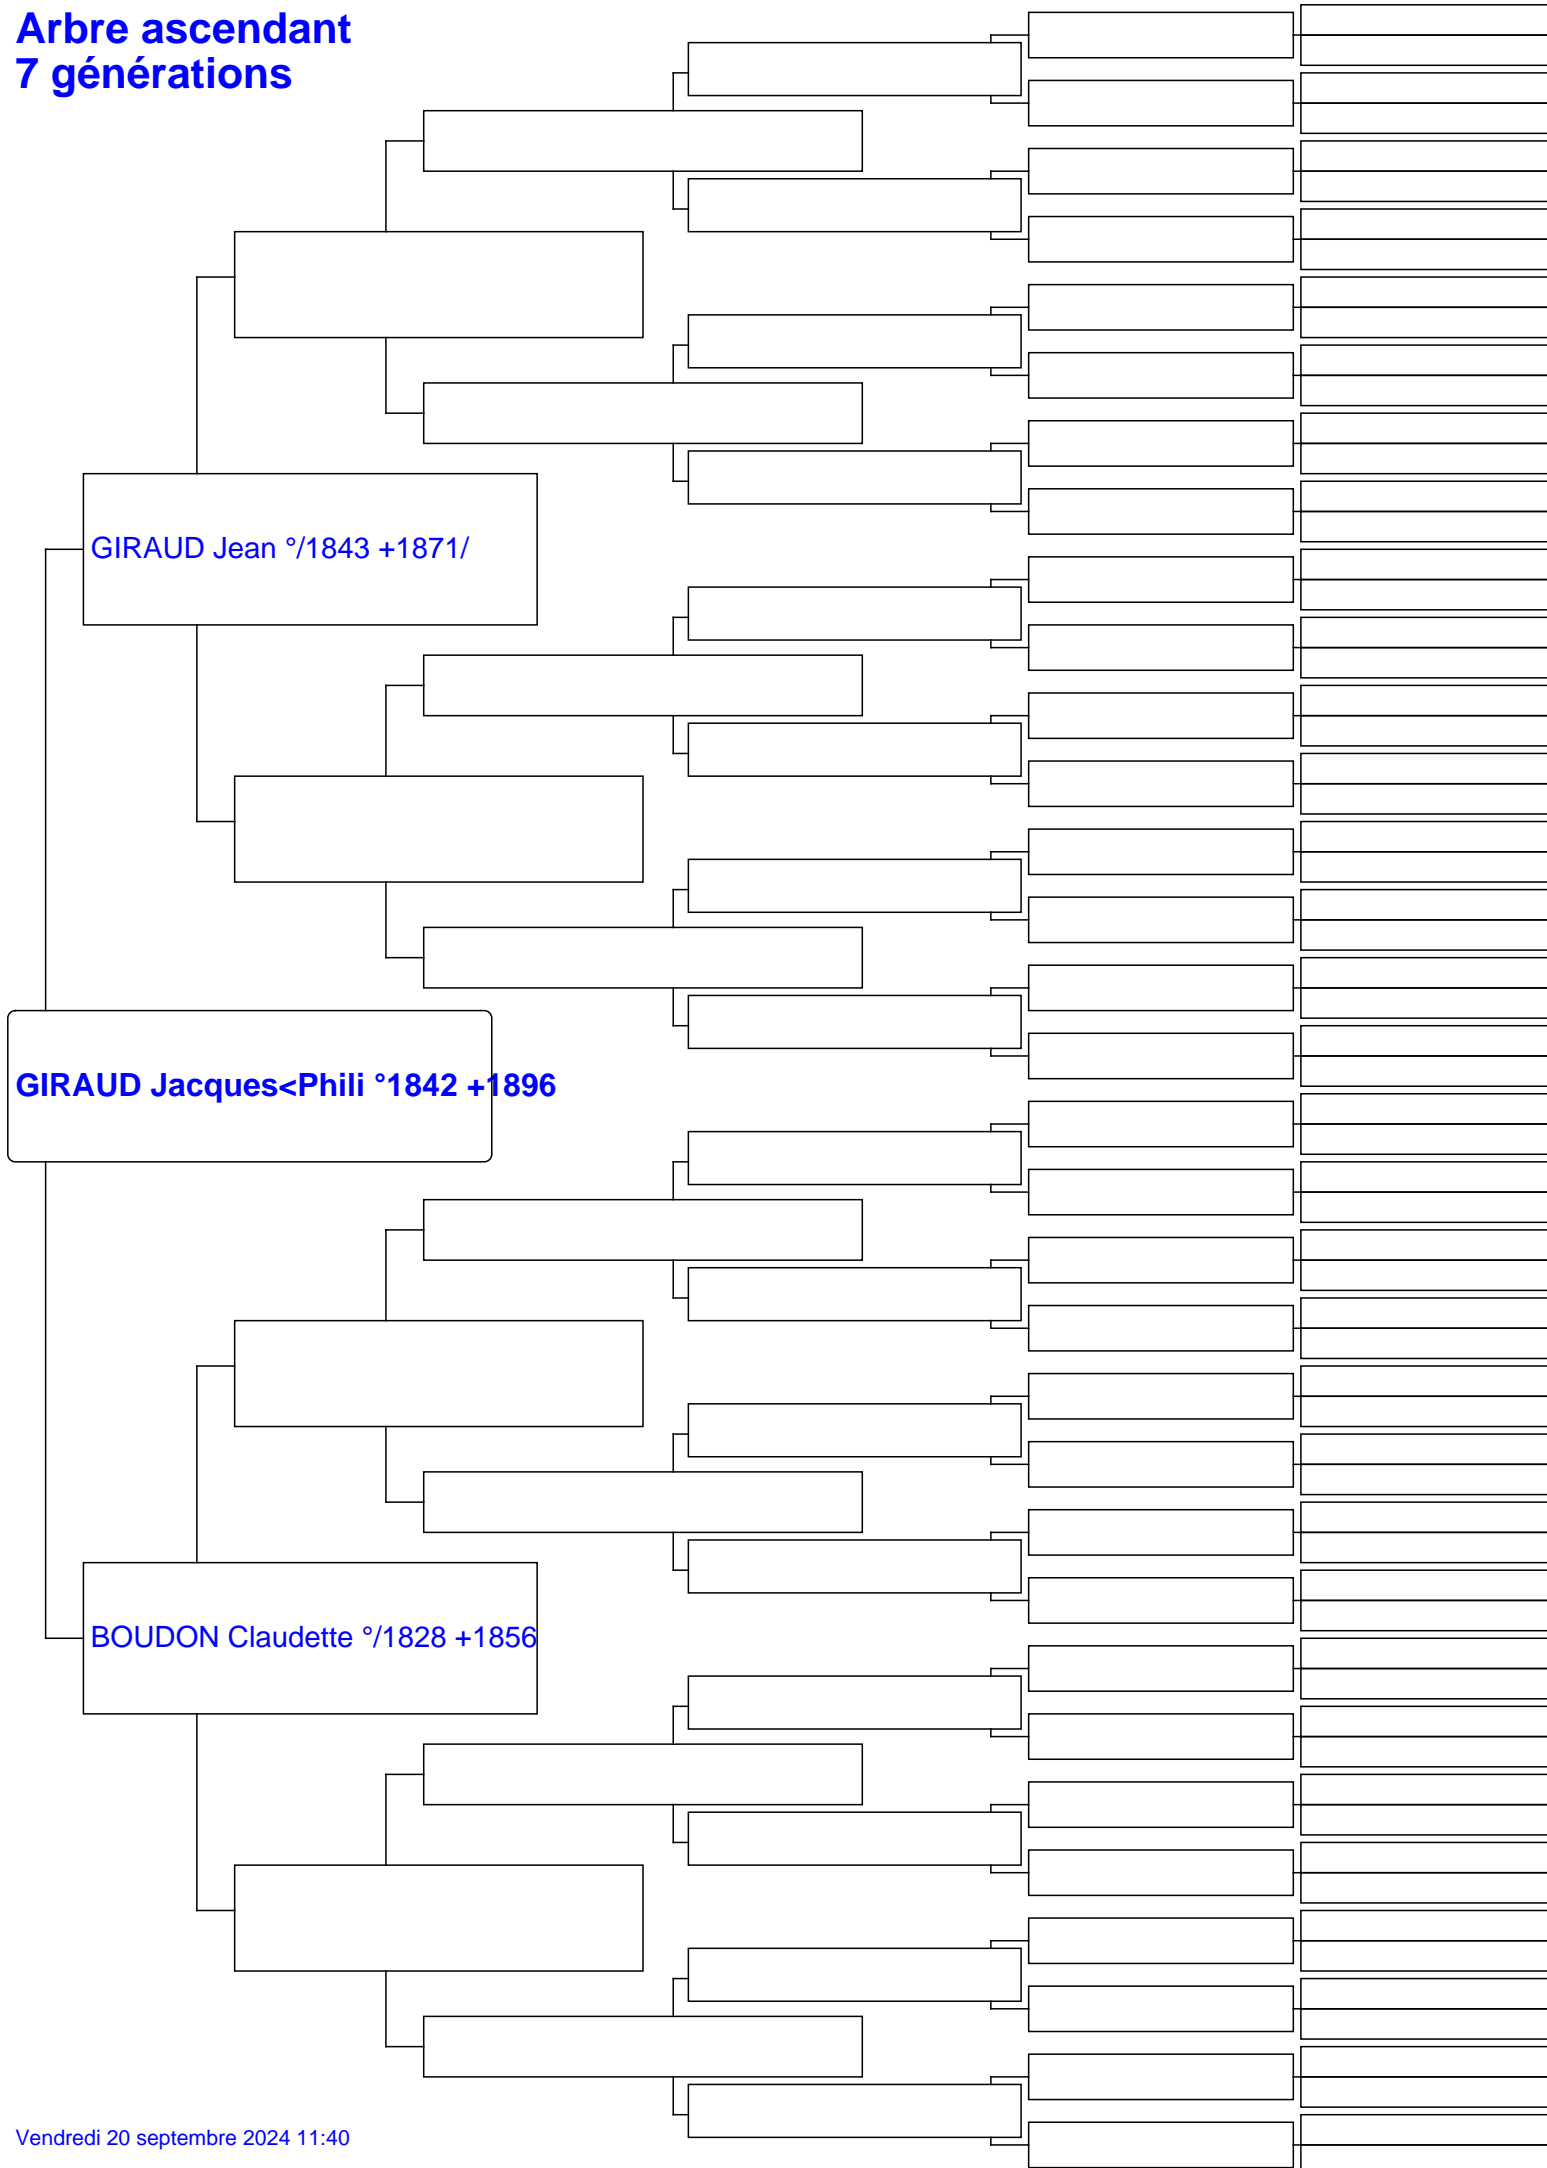 Arbre ascendant
7 générations
GIRAUD Jean °/1843 +1871/
GIRAUD Jacques<Phili °1842 +1896
BOUDON Claudette °/1828 +1856
Vendredi 20 septembre 2024 11:40